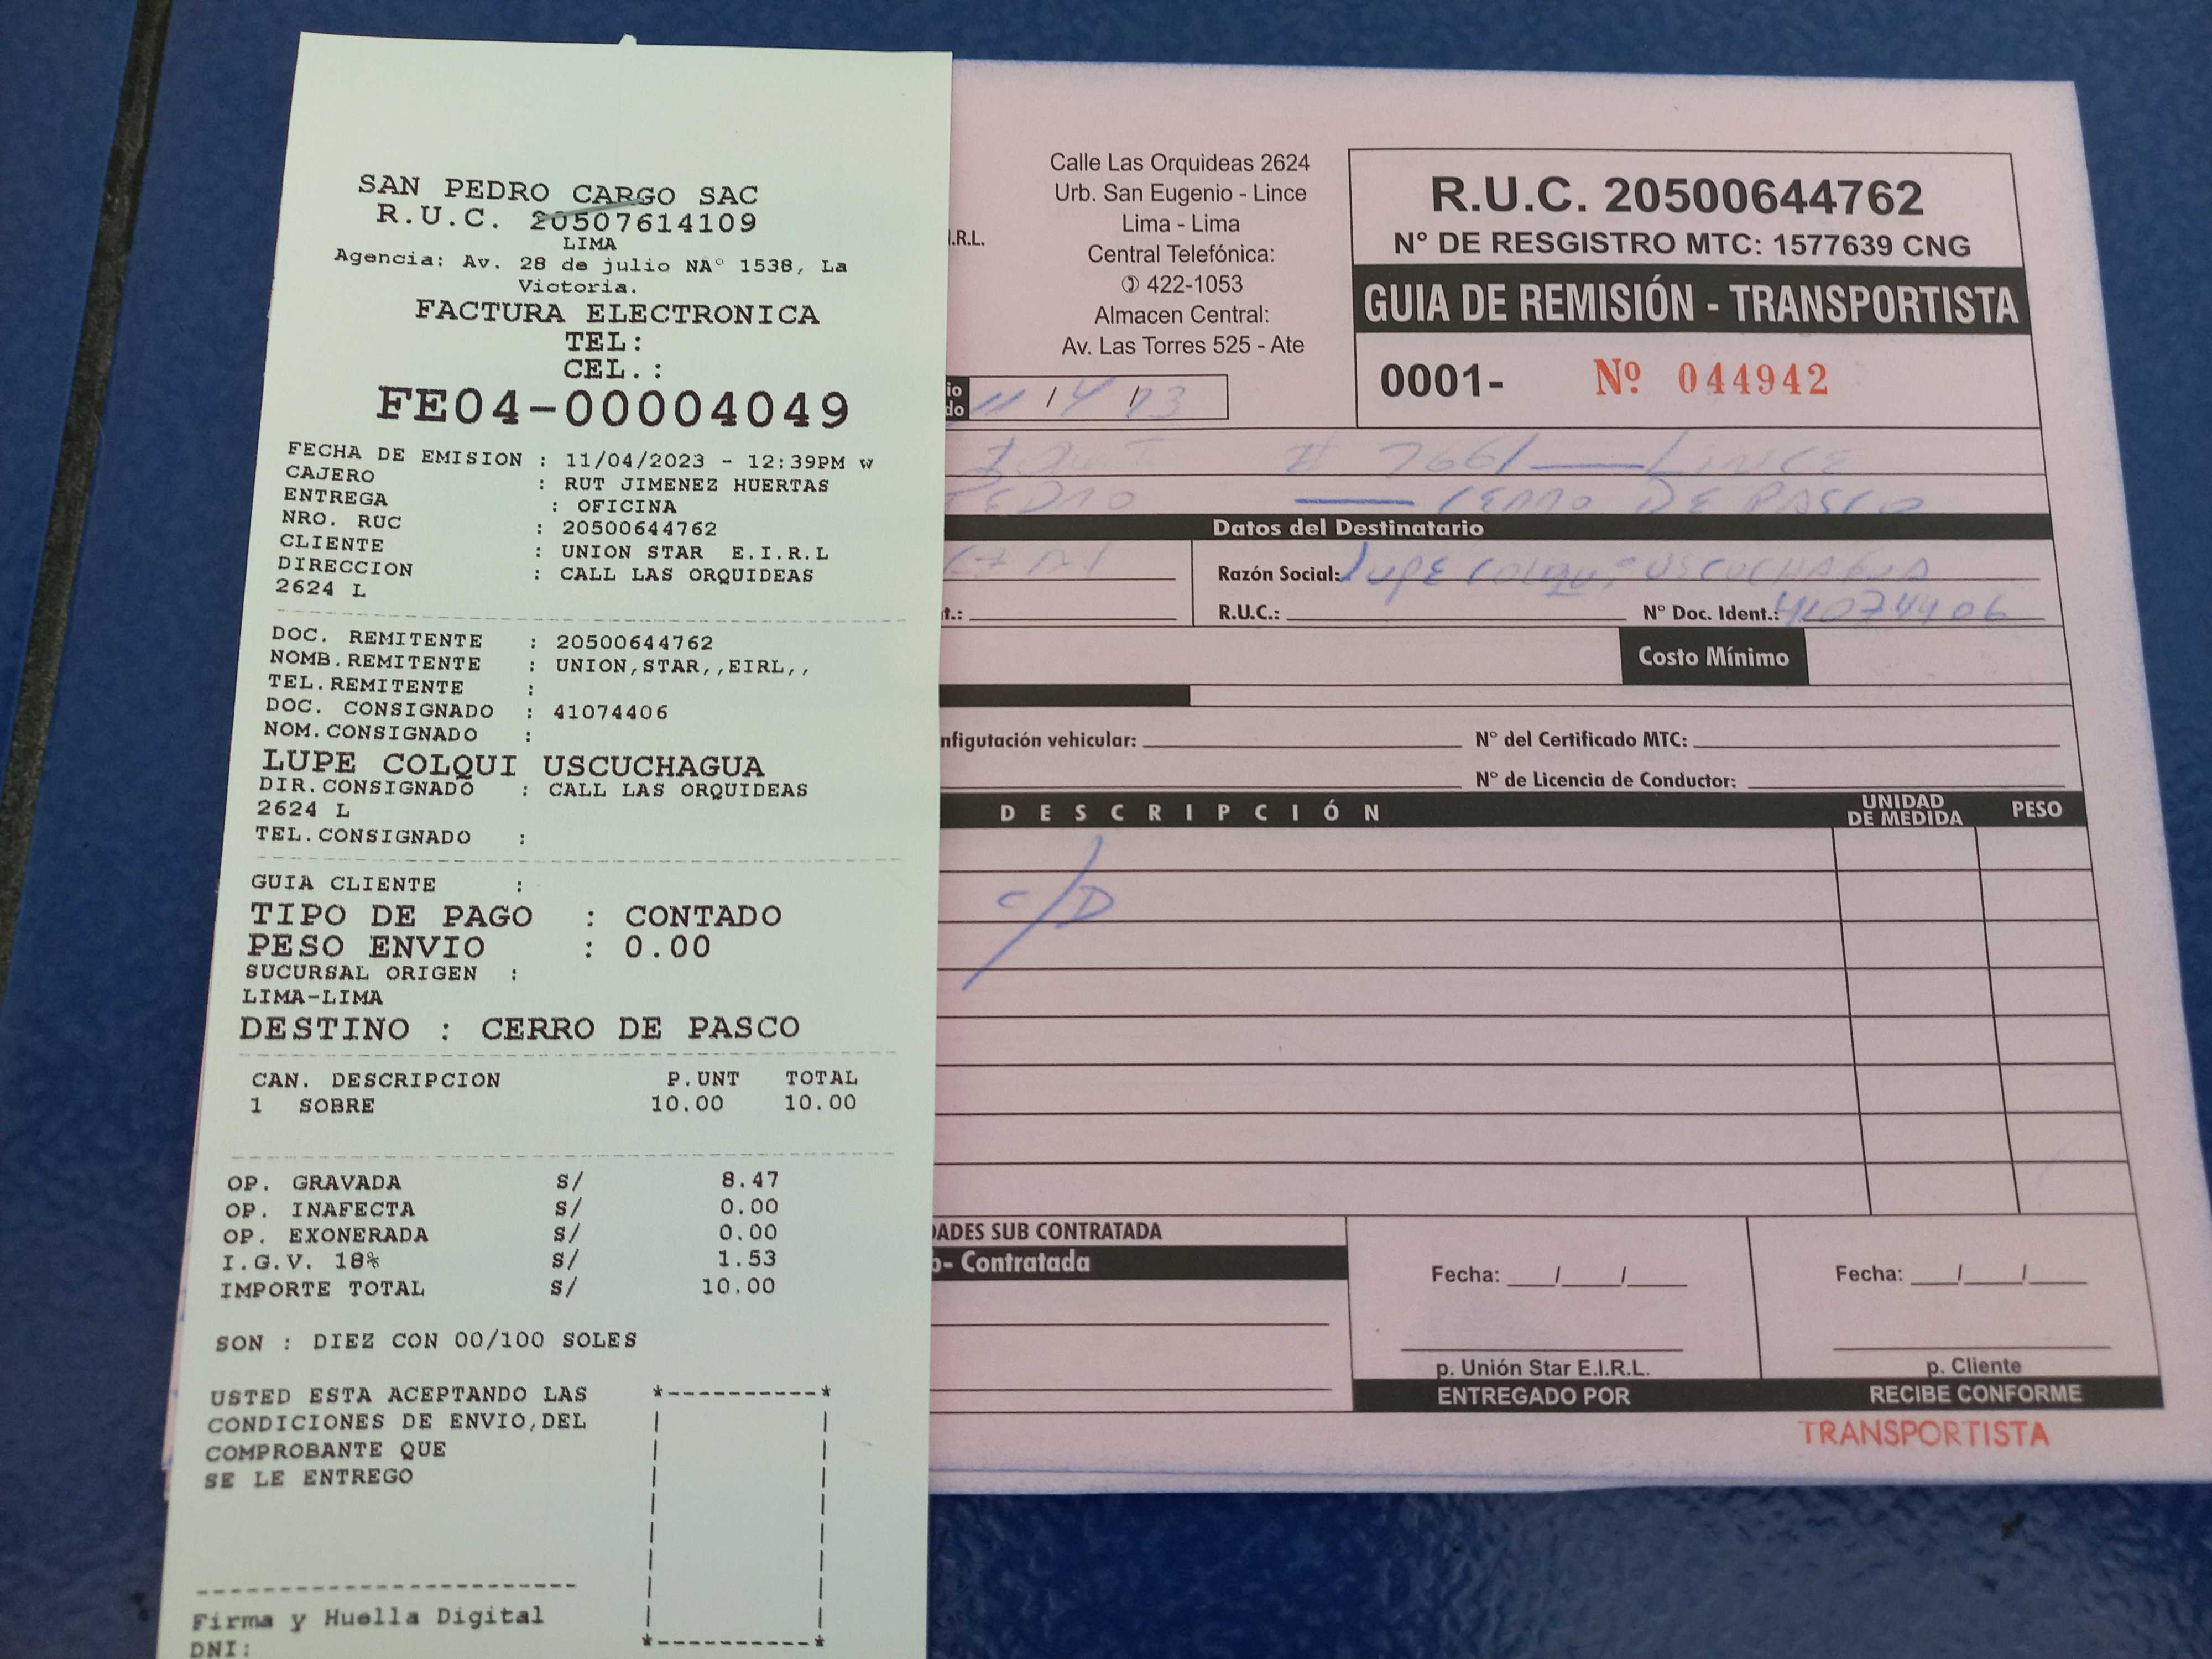 SAN PEDRO CARGO SAC
R.U.C. 20507614109
LIMA
Agencia: Av. 28 de julio NÂ° 1538, La
Victoria.
FACTURA ELECTRONICA
TEL:
CEL.:
FE04-00004049
FECHA DE EMISION : 11/04/2023 - 12:39PM w
CAJERO : RUT JIMENEZ HUERTAS
ENTREGA : OFICINA
NRO. RUC : 20500644762
CLIENTE : UNION STAR E.I.R.L
DIRECCION : CALL LAS ORQUIDEAS
2624 L
DOC. REMITENTE : 20500644762
NOMB.REMITENTE : UNION,STAR,,EIRL,,
TEL.REMITENTE :
DOC. CONSIGNADO : 41074406
NOM.CONSIGNADO :
LUPE COLQUI USCUCHAGUA
DIR.CONSIGNADO : CALL LAS ORQUIDEAS
2624 L
TEL.CONSIGNADO :
GUIA CLIENTE :
TIPO DE PAGO : CONTADO
PESO ENVIO : 0.00
SUCURSAL ORIGEN :
LIMA-LIMA
DESTINO : CERRO DE PASCO
CAN. DESCRIPCION P.UNT TOTAL
1 SOBRE 10.00 10.00
OP. GRAVADA S/ 8.47
OP. INAFECTA S/ 0.00
OP. EXONERADA S/ 0.00
I.G.V. 18% S/ 1.53
IMPORTE TOTAL S/ 10.00
SON : DIEZ CON 00/100 SOLES
USTED ESTA ACEPTANDO LAS
CONDICIONES DE ENVIO,DEL
COMPROBANTE QUE
SE LE ENTREGO
Firma y Huella Digital
DNI:
.R.L.
Calle Las Orquideas 2624
Urb. San Eugenio - Lince
Lima - Lima
Central Telefónica:
✆ 422-1053
Almacen Central:
Av. Las Torres 525 - Ate
R.U.C. 20500644762
N° DE RESGISTRO MTC: 1577639 CNG
GUIA DE REMISIÓN - TRANSPORTISTA
0001- Nº 044942
io
do
11 / 4 /
# 2661 — LINCE
PEDRO — CERRO DE PASCO
Datos del Destinatario
Razón Social: Lupe Colqui USCUCHAGUA
t.: R.U.C.: N° Doc. Ident.: 41074406
Costo Mínimo
nfigutación vehicular: N° del Certificado MTC:
N° de Licencia de Conductor:
DESCRIPCIÓN UNIDAD DE MEDIDA PESO
C/D
DADES SUB CONTRATADA
b- Contratada
Fecha: / / Fecha: / /
p. Unión Star E.I.R.L. p. Cliente
ENTREGADO POR RECIBE CONFORME
TRANSPORTISTA